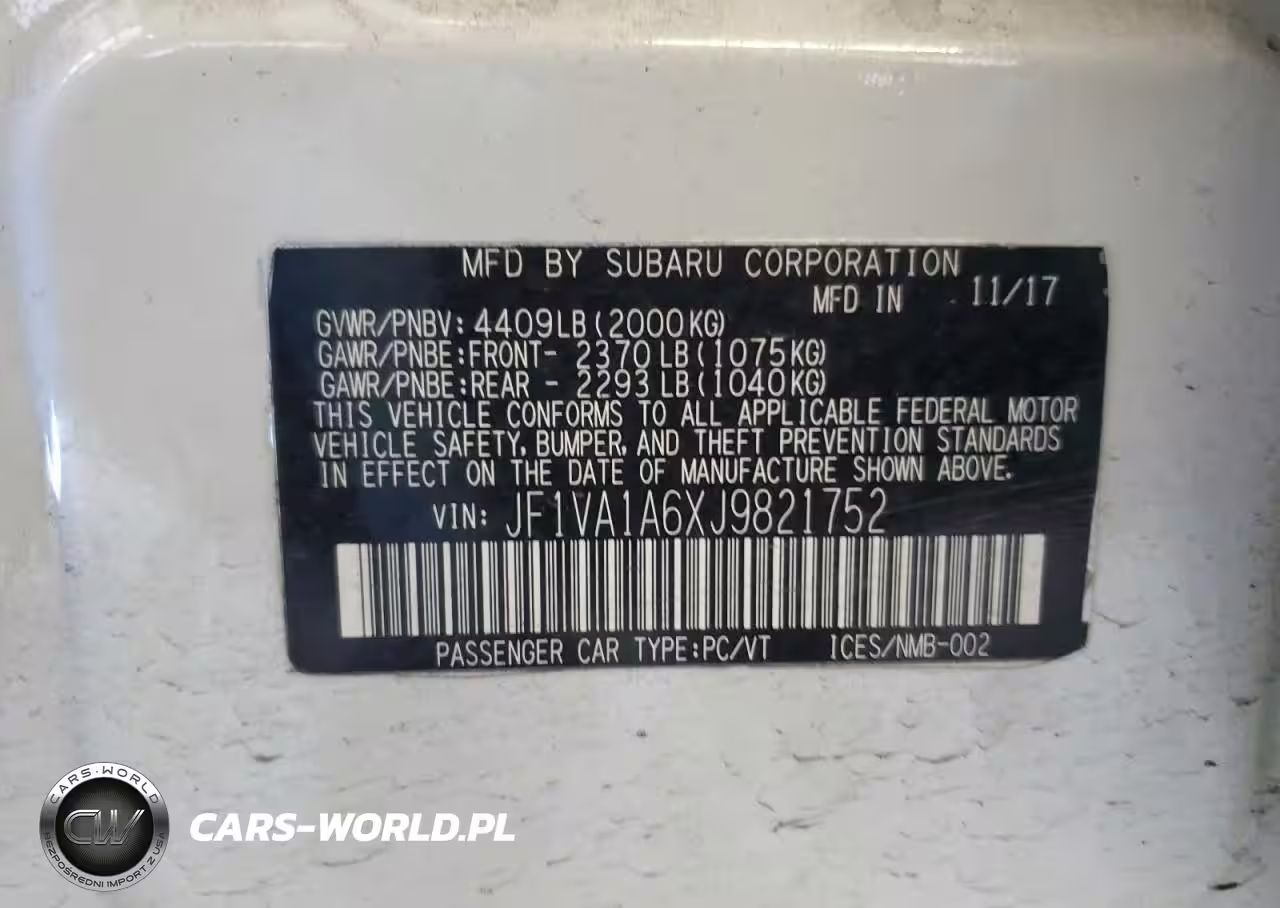 MFD BY SUBARU CORPORATION
MFD IN 11/17
GVWR/PNBV: 4409LB(2000KG)
GAWR/PNBE:FRONT- 2370LB(1075KG)
GAWR/PNBE:REAR - 2293LB(1040KG)
THIS VEHICLE CONFORMS TO ALL APPLICABLE FEDERAL MOTOR
VEHICLE SAFETY, BUMPER, AND THEFT PREVENTION STANDARDS
IN EFFECT ON THE DATE OF MANUFACTURE SHOWN ABOVE.
VIN: JF1VA1A6XJ9821752
PASSENGER CAR TYPE:PC/VT ICES/NMB-002
CARS-WORLD
CW
BEZPOŚREDNI IMPORT Z USA
CARS-WORLD.PL